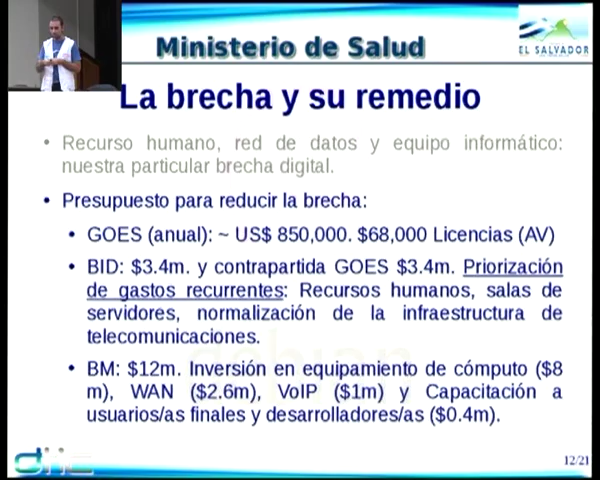 Ministerio de Salud
EL SALVADOR
La brecha y su remedio
• Recurso humano, red de datos y equipo informático:
nuestra particular brecha digital.
• Presupuesto para reducir la brecha:
• GOES (anual): ~ US$ 850,000. $68,000 Licencias (AV)
• BID: $3.4m. y contrapartida GOES $3.4m. Priorización
de gastos recurrentes: Recursos humanos, salas de
servidores, normalización de la infraestructura de
telecomunicaciones.
• BM: $12m. Inversión en equipamiento de cómputo ($8
m), WAN ($2.6m), VoIP ($1m) y Capacitación a
usuarios/as finales y desarrolladores/as ($0.4m).
debian
12/21